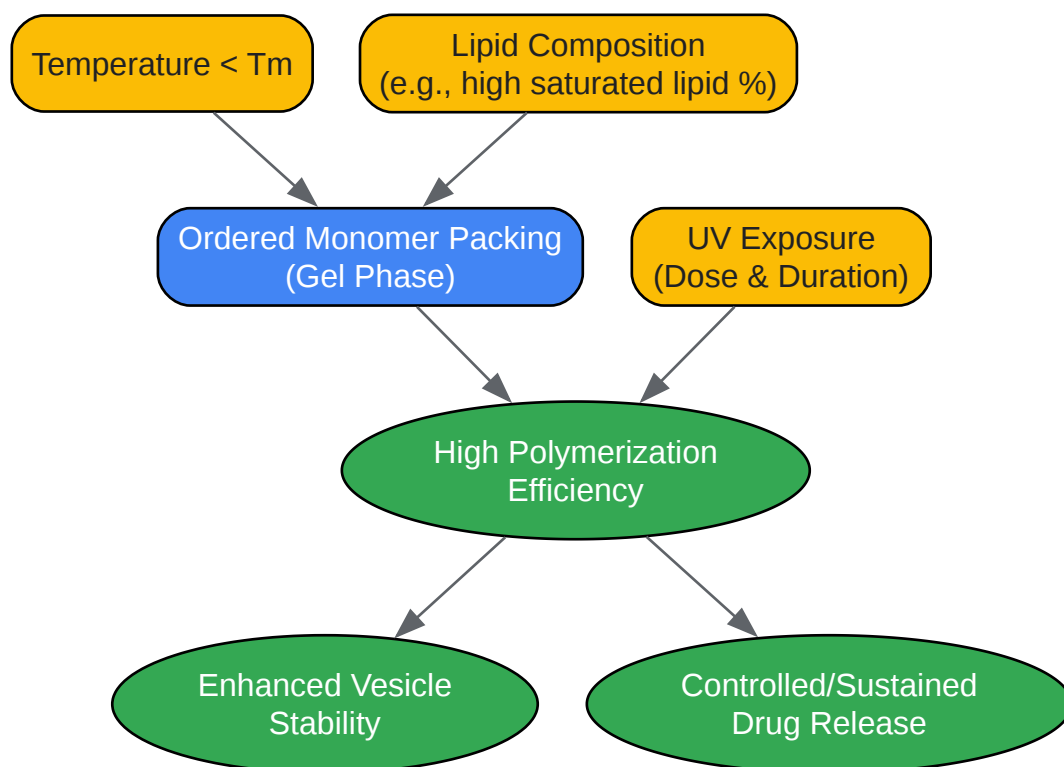 Temperature < Tm
Lipid Composition
(e.g., high saturated lipid %)
Ordered Monomer Packing
(Gel Phase)
UV Exposure
(Dose & Duration)
High Polymerization
Efficiency
Enhanced Vesicle
Stability
Controlled/Sustained
Drug Release